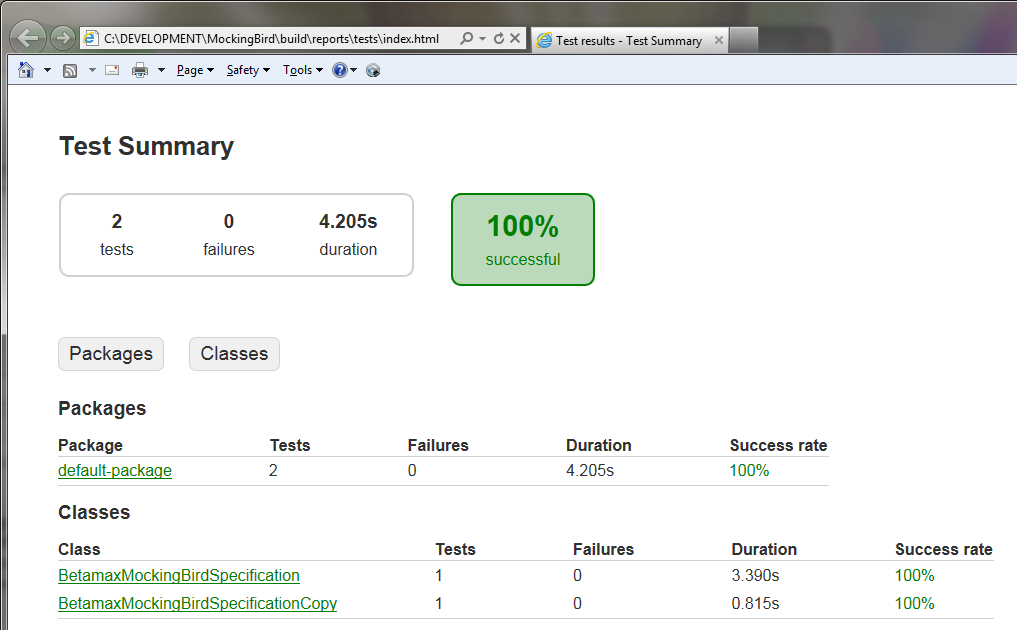 C:\DEVELOPMENT\MockingBird\build\reports\tests\index.html Test results - Test Summary
Page Safety Tools
Test Summary
2 0 4.205s 100%
tests failures duration successful
Packages Classes
Packages
Package Tests Failures Duration Success rate
default-package 2 0 4.205s 100%
Classes
Class Tests Failures Duration Success rate
BetamaxMockingBirdSpecification 1 0 3.390s 100%
BetamaxMockingBirdSpecificationCopy 1 0 0.815s 100%